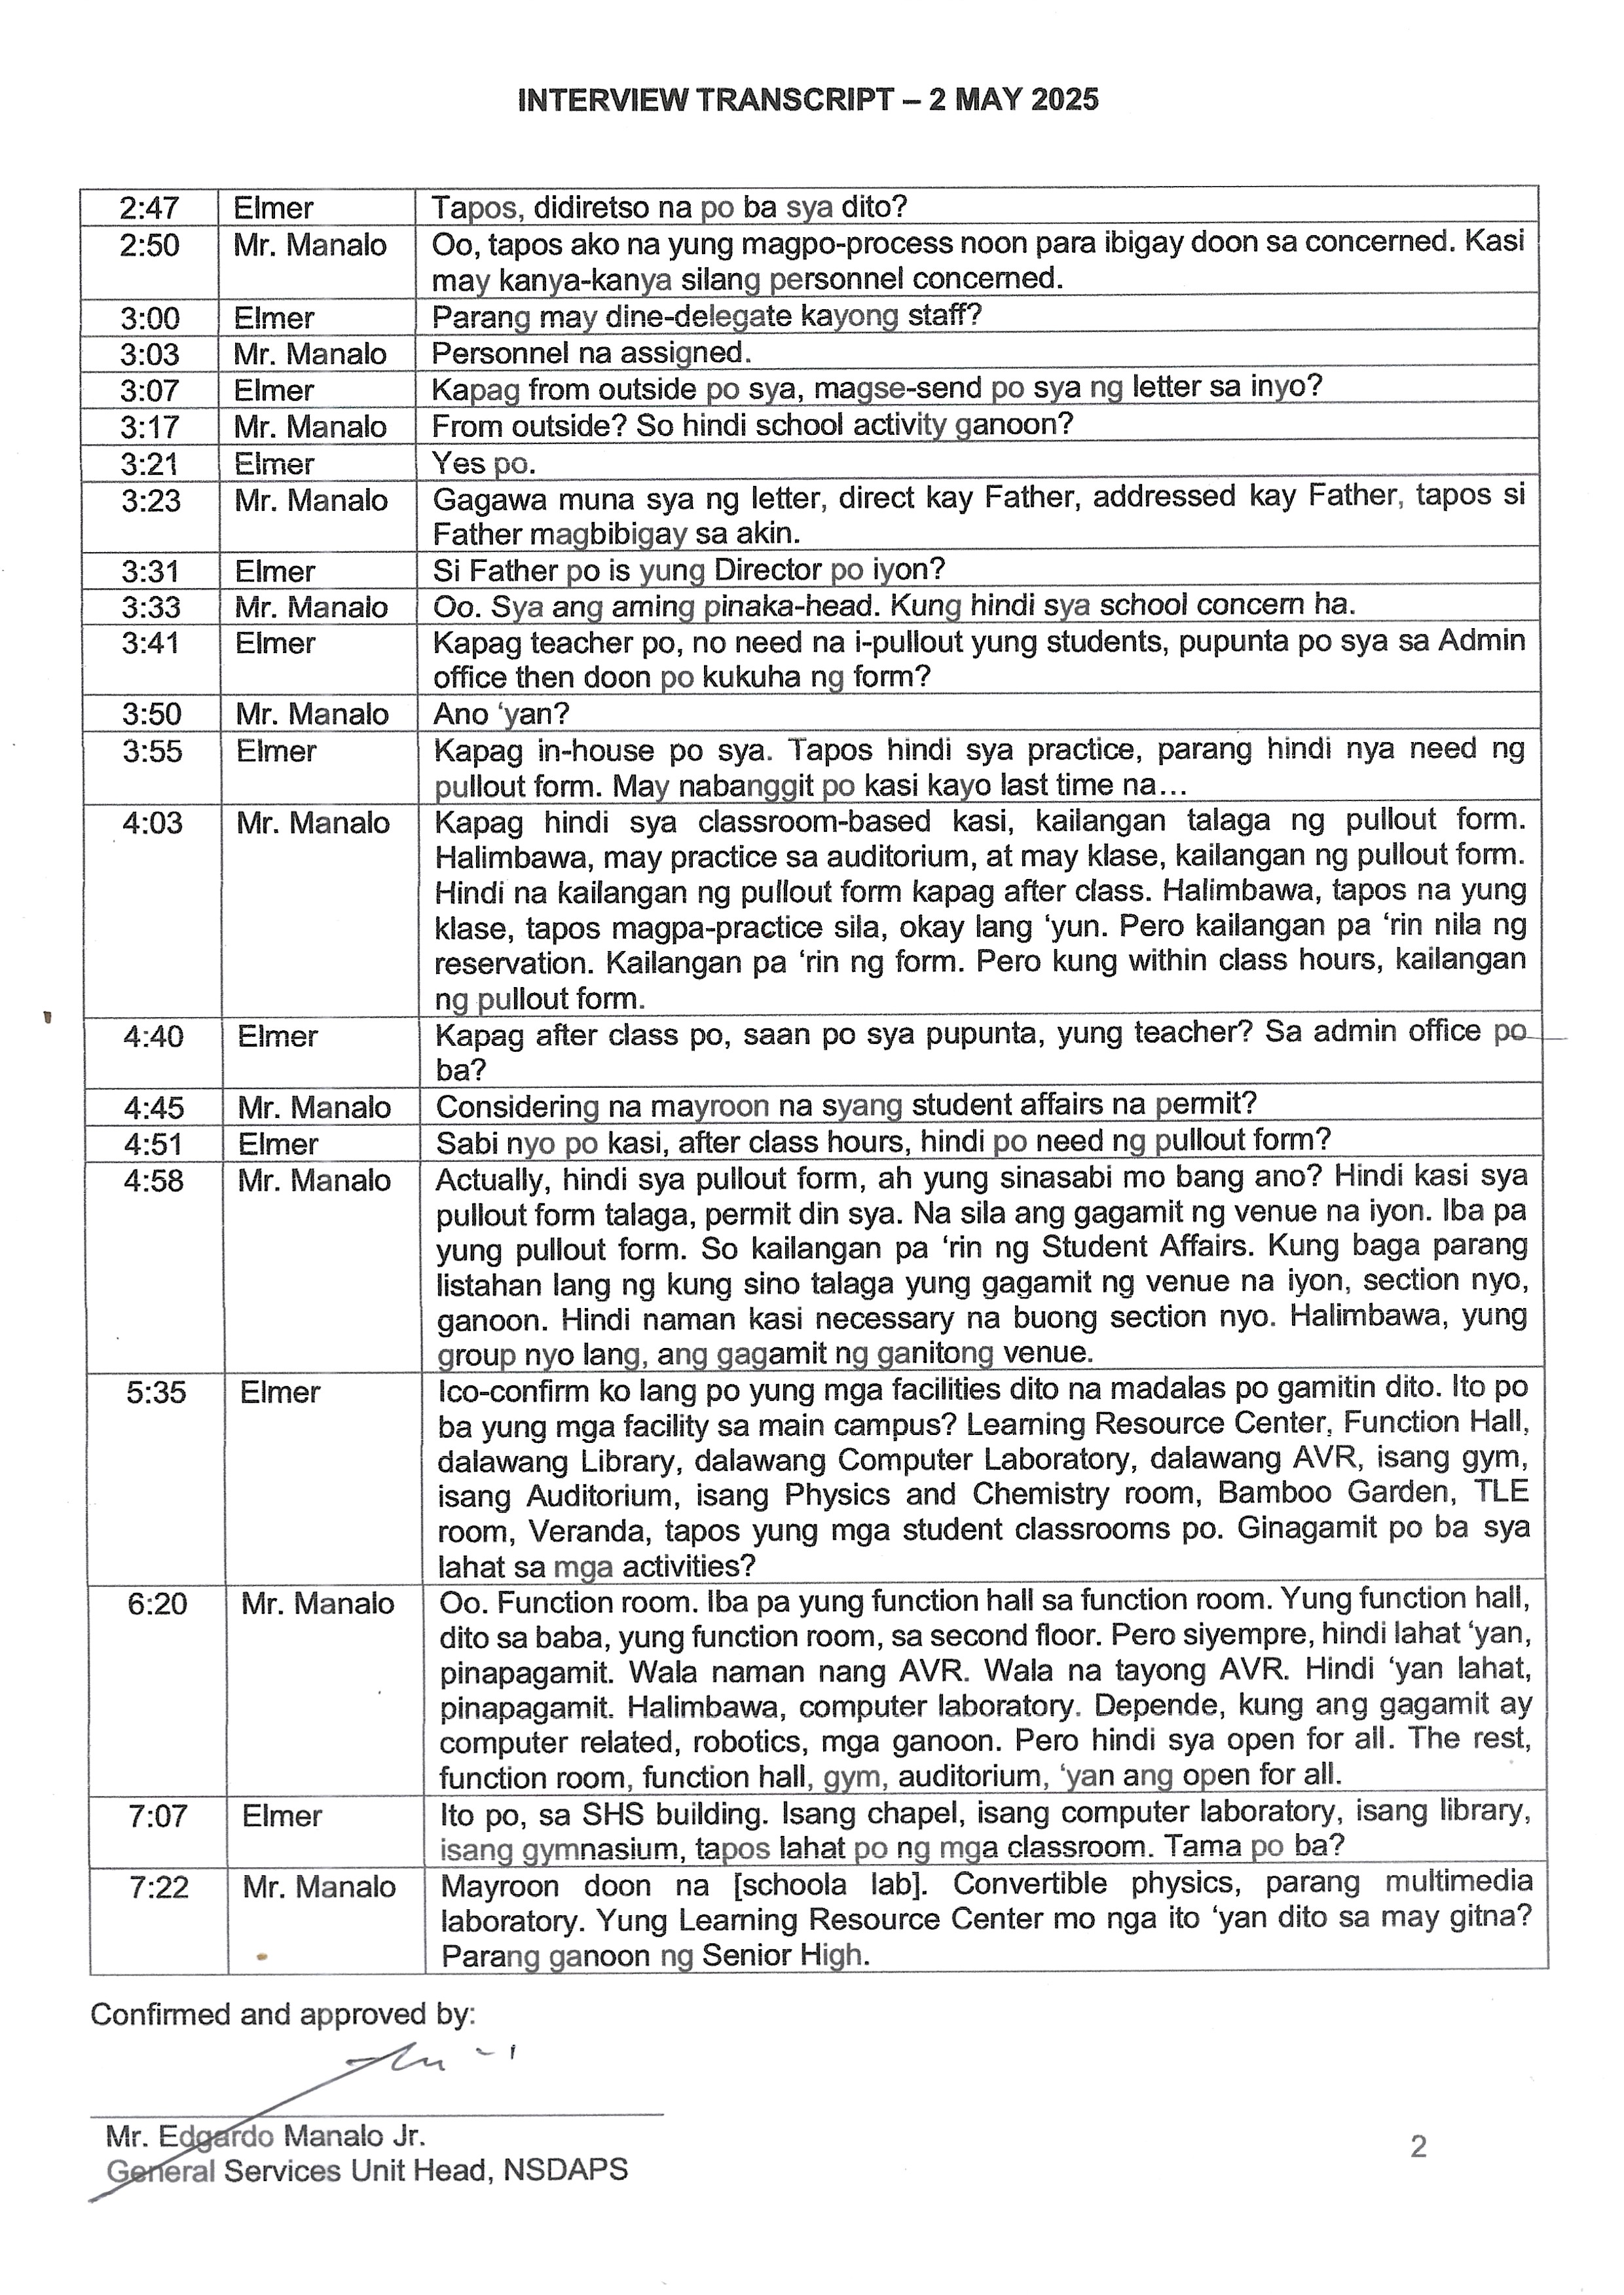 INTERVIEW TRANSCRIPT – 2 MAY 2025
2:47 Elmer Tapos, didiretso na po ba sya dito?
2:50 Mr. Manalo Oo, tapos ako na yung magpo-process noon para ibigay doon sa concerned. Kasi
may kanya-kanya silang personnel concerned.
3:00 Elmer Parang may dine-delegate kayong staff?
3:03 Mr. Manalo Personnel na assigned.
3:07 Elmer Kapag from outside po sya, magse-send po sya ng letter sa inyo?
3:17 Mr. Manalo From outside? So hindi school activity ganoon?
3:21 Elmer Yes po.
3:23 Mr. Manalo Gagawa muna sya ng letter, direct kay Father, addressed kay Father, tapos si
Father magbibigay sa akin.
3:31 Elmer Si Father po is yung Director po iyon?
3:33 Mr. Manalo Oo. Sya ang aming pinaka-head. Kung hindi sya school concern ha.
3:41 Elmer Kapag teacher po, no need na i-pullout yung students, pupunta po sya sa Admin
office then doon po kukuha ng form?
3:50 Mr. Manalo Ano ‘yan?
3:55 Elmer Kapag in-house po sya. Tapos hindi sya practice, parang hindi nya need ng
pullout form. May nabanggit po kasi kayo last time na…
4:03 Mr. Manalo Kapag hindi sya classroom-based kasi, kailangan talaga ng pullout form.
Halimbawa, may practice sa auditorium, at may klase, kailangan ng pullout form.
Hindi na kailangan ng pullout form kapag after class. Halimbawa, tapos na yung
klase, tapos magpa-practice sila, okay lang ‘yun. Pero kailangan pa ‘rin nila ng
reservation. Kailangan pa ‘rin ng form. Pero kung within class hours, kailangan
ng pullout form.
4:40 Elmer Kapag after class po, saan po sya pupunta, yung teacher? Sa admin office po
ba?
4:45 Mr. Manalo Considering na mayroon na syang student affairs na permit?
4:51 Elmer Sabi nyo po kasi, after class hours, hindi po need ng pullout form?
4:58 Mr. Manalo Actually, hindi sya pullout form, ah yung sinasabi mo bang ano? Hindi kasi sya
pullout form talaga, permit din sya. Na sila ang gagamit ng venue na iyon. Iba pa
yung pullout form. So kailangan pa ‘rin ng Student Affairs. Kung baga parang
listahan lang ng kung sino talaga yung gagamit ng venue na iyon, section nyo,
ganoon. Hindi naman kasi necessary na buong section nyo. Halimbawa, yung
group nyo lang, ang gagamit ng ganitong venue.
5:35 Elmer Ico-confirm ko lang po yung mga facilities dito na madalas po gamitin dito. Ito po
ba yung mga facility sa main campus? Learning Resource Center, Function Hall,
dalawang Library, dalawang Computer Laboratory, dalawang AVR, isang gym,
isang Auditorium, isang Physics and Chemistry room, Bamboo Garden, TLE
room, Veranda, tapos yung mga student classrooms po. Ginagamit po ba sya
lahat sa mga activities?
6:20 Mr. Manalo Oo. Function room. Iba pa yung function hall sa function room. Yung function hall,
dito sa baba, yung function room, sa second floor. Pero siyempre, hindi lahat ‘yan,
pinapagamit. Wala naman nang AVR. Wala na tayong AVR. Hindi ‘yan lahat,
pinapagamit. Halimbawa, computer laboratory. Depende, kung ang gagamit ay
computer related, robotics, mga ganoon. Pero hindi sya open for all. The rest,
function room, function hall, gym, auditorium, ‘yan ang open for all.
7:07 Elmer Ito po, sa SHS building. Isang chapel, isang computer laboratory, isang library,
isang gymnasium, tapos lahat po ng mga classroom. Tama po ba?
7:22 Mr. Manalo Mayroon doon na [schoola lab]. Convertible physics, parang multimedia
laboratory. Yung Learning Resource Center mo nga ito ‘yan dito sa may gitna?
Parang ganoon ng Senior High.
Confirmed and approved by:
Mr. Edgardo Manalo Jr.
General Services Unit Head, NSDAPS
2